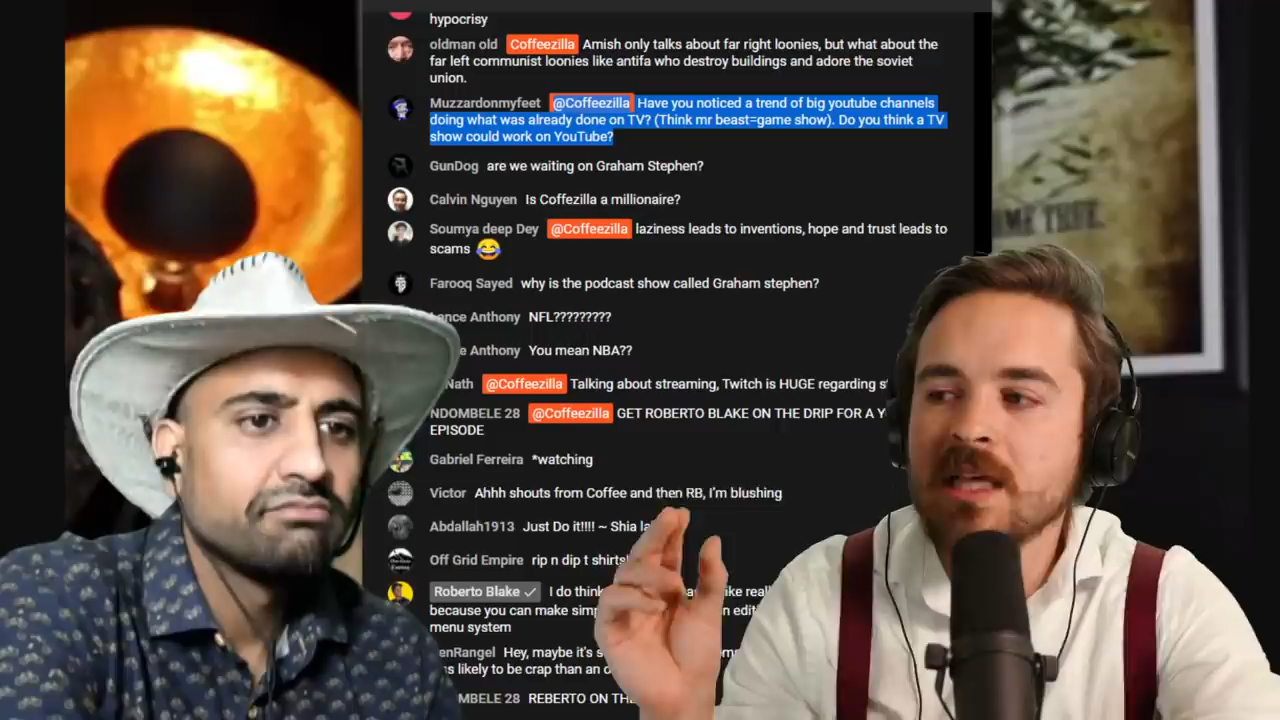 hypocrisy
oldman old Coffeezilla Amish only talks about far right loonies, but what about the
far left communist loonies like antifa who destroy buildings and adore the soviet
union.
Muzzardonmyfeet @Coffeezilla Have you noticed a trend of big youtube channels
doing what was already done on TV? (Think mr beast=game show). Do you think a TV
show could work on YouTube?
GunDog are we waiting on Graham Stephen?
Calvin Nguyen Is Coffezilla a millionaire?
Soumya deep Dey @Coffeezilla laziness leads to inventions, hope and trust leads to
scams 😂
Farooq Sayed why is the podcast show called Graham stephen?
Anthony NFL?????????
Anthony You mean NBA??
Nath @Coffeezilla Talking about streaming, Twitch is HUGE regarding
NDOMBELE 28 @Coffeezilla GET ROBERTO BLAKE ON THE DRIP FOR A
EPISODE
Gabriel Ferreira *watching
Victor Ahhh shouts from Coffee and then RB, I'm blushing
Abdallah1913 Just Do it!!!! ~ Shia
Off Grid Empire rip n dip t shirts
Roberto Blake I do think like
because you can make edit
menu system
Hey, maybe it's
likely to be crap than an
28 REBERTO ON
TRUE.